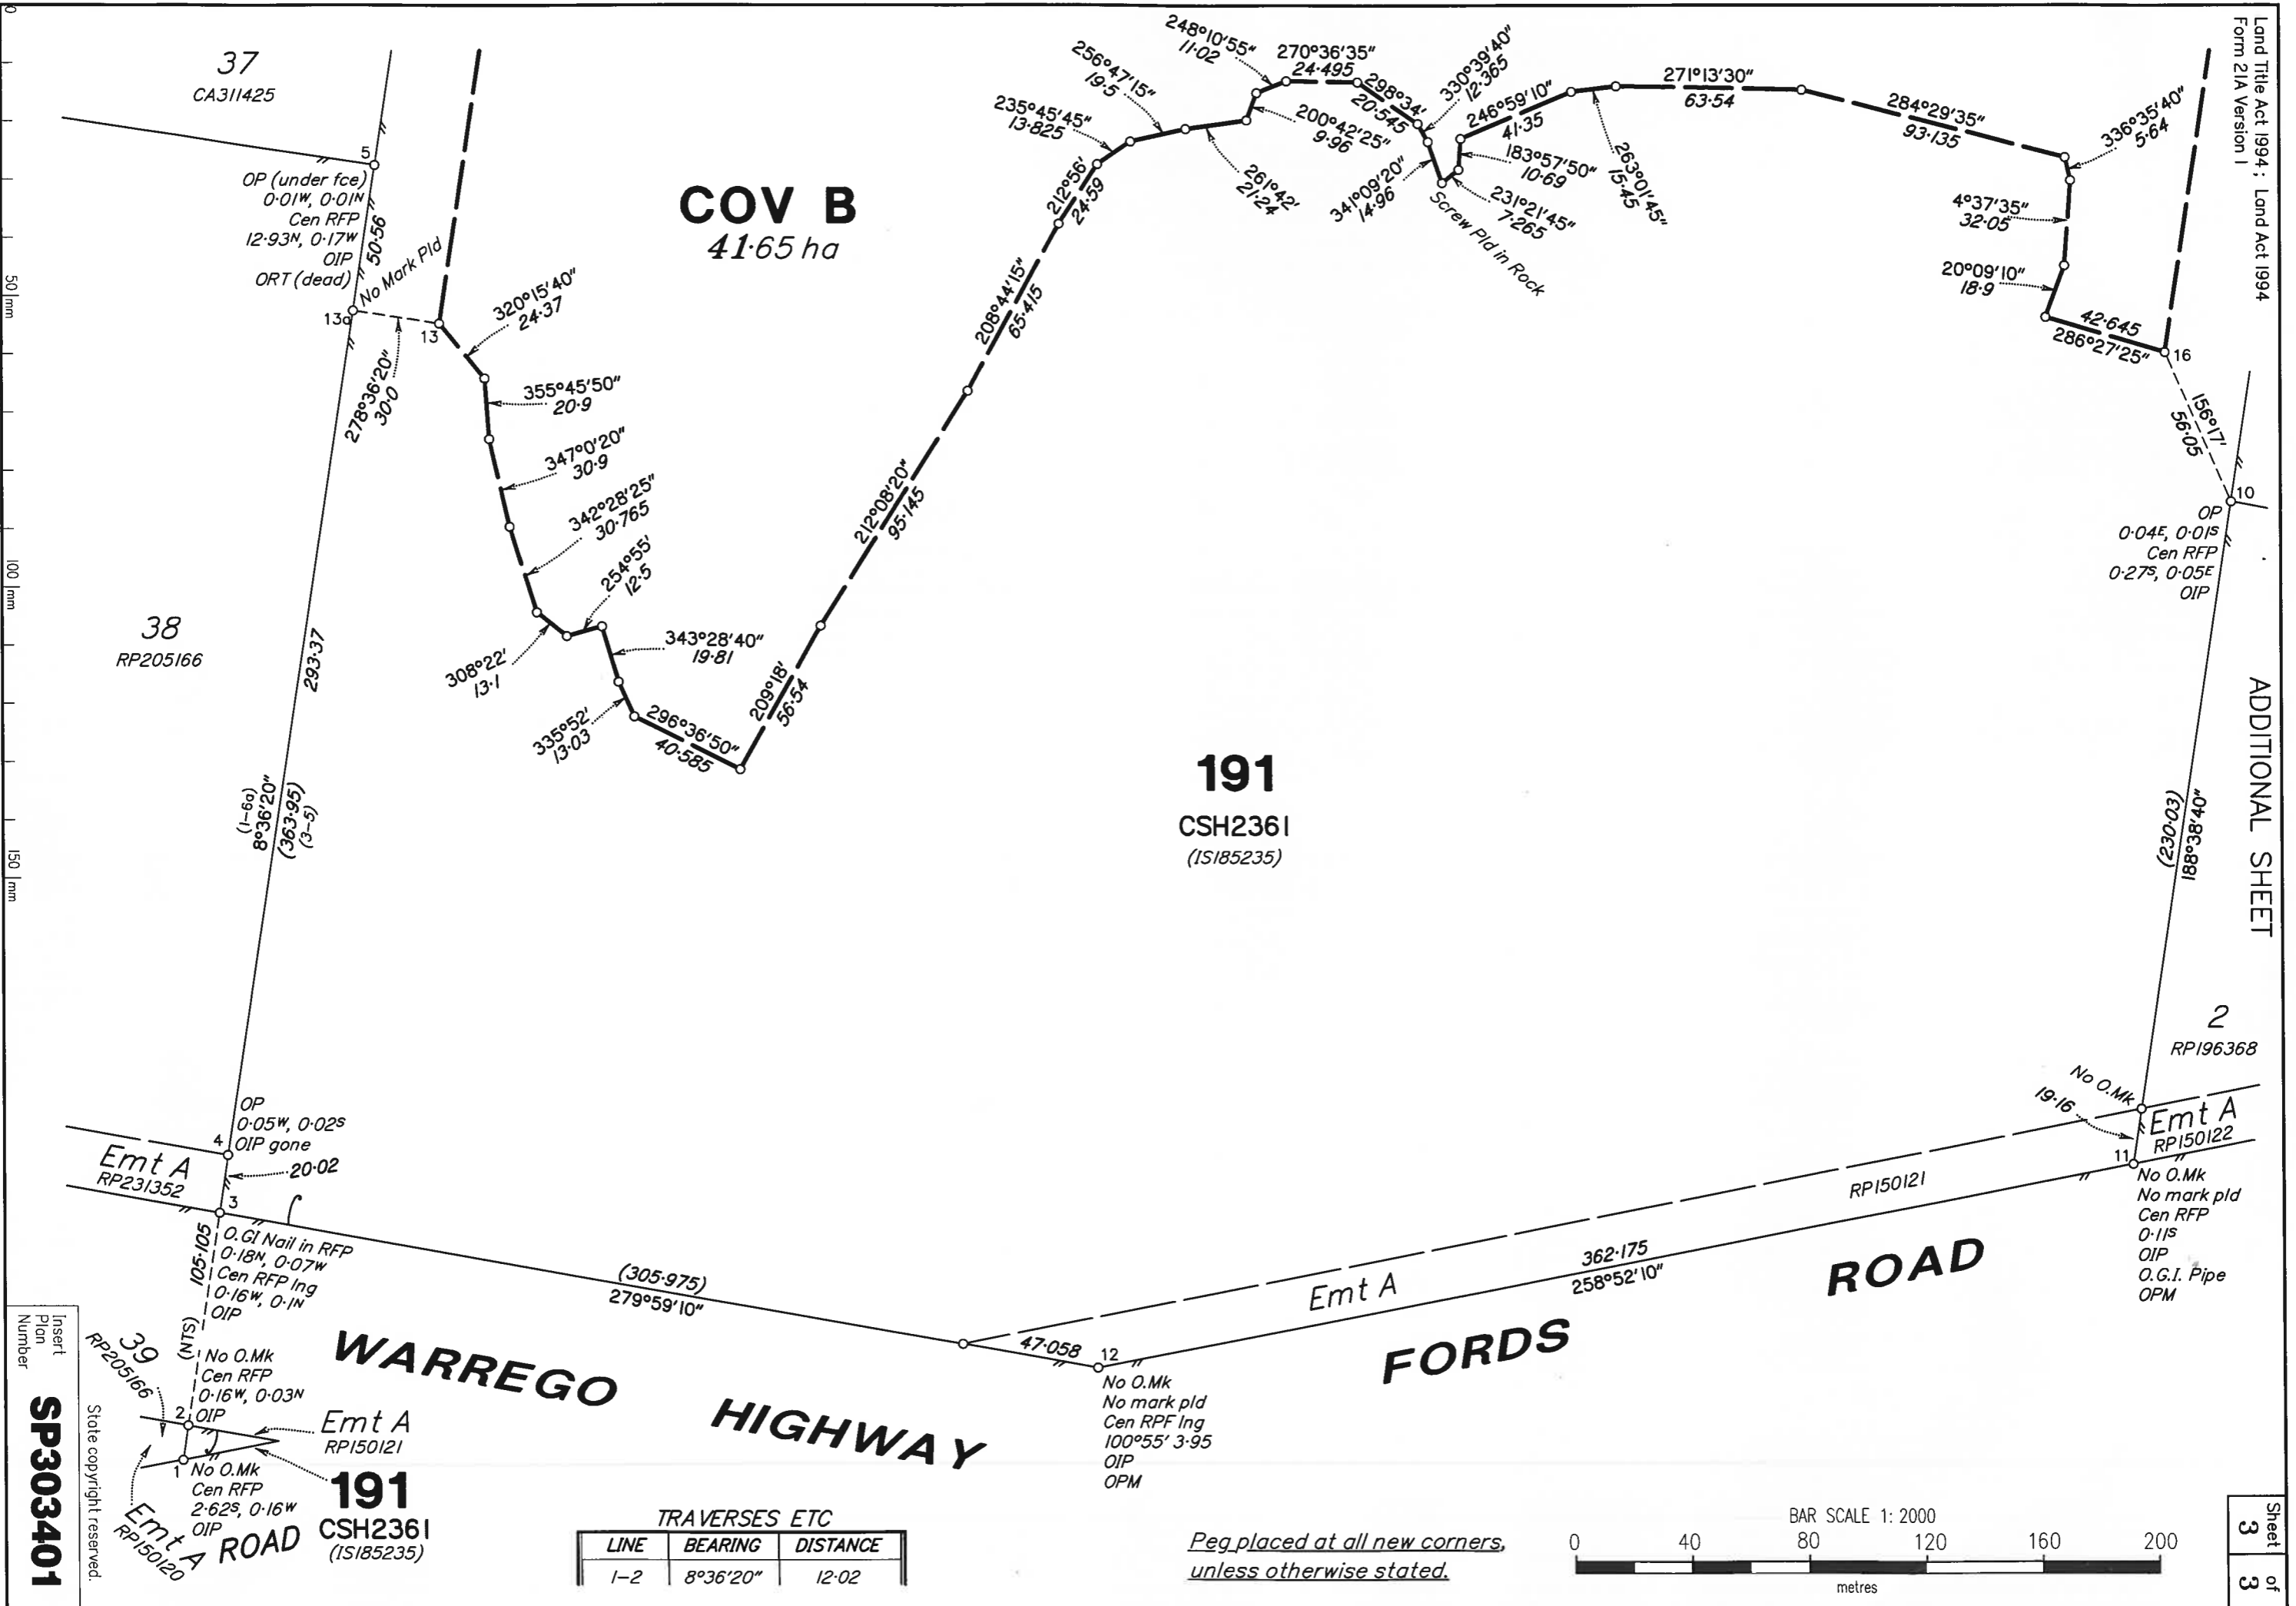 Land Title Act 1994 ; Land Act 1994
Form 21A Version 1
ADDITIONAL SHEET
Sheet
3
of
3
0
50 mm
100 mm
150 mm
37
CA311425
5
OP (under fce)
0·01W, 0·01N
Cen RFP
12·93N, 0·17W
OIP
ORT (dead)
50·56
No Mark Pld
13a
13
278°36'20"
30·0
COV B
41·65 ha
320°15'40"
24·37
355°45'50"
20·9
347°0'20"
30·9
342°28'25"
30·765
254°55'
12·5
308°22'
13·1
343°28'40"
19·81
335°52'
13·03
296°36'50"
40·585
209°18'
56·54
212°08'20"
95·145
208°44'15"
65·415
212°56'
24·59
235°45'45"
13·825
256°47'15"
19·5
261°42'
21·24
248°10'55"
11·02
200°42'25"
9·96
270°36'35"
24·495
298°34'
20·545
330°39'40"
12·365
341°09'20"
14·96
Screw Pld in Rock
231°21'45"
7·265
183°57'50"
10·69
246°59'10"
41·35
263°01'45"
15·45
271°13'30"
63·54
284°29'35"
93·135
336°35'40"
5·64
4°37'35"
32·05
20°09'10"
18·9
42·645
286°27'25"
16
156°17'
56·05
10
OP
0·04E, 0·01S
Cen RFP
0·27S, 0·05E
OIP
38
RP205166
293·37
(1-6a)
8°36'20"
(363·95)
(3-5)
191
CSH2361
(IS185235)
(230·03)
188°38'40"
2
RP196368
No O.Mk
19·16
Emt A
RP150122
11
No O.Mk
No mark pld
Cen RFP
0·11S
OIP
O.G.I. Pipe
OPM
OP
0·05W, 0·02S
OIP gone
4
20·02
Emt A
RP231352
3
O.GI Nail in RFP
0·18N, 0·07W
Cen RFP lng
0·16W, 0·1N
OIP
105·105
(NTS)
(305·975)
279°59'10"
47·058
12
No O.Mk
No mark pld
Cen RPF lng
100°55' 3·95
OIP
OPM
RP150121
Emt A
362·175
258°52'10"
WARREGO HIGHWAY
FORDS ROAD
39
RP205166
No O.Mk
Cen RFP
0·16W, 0·03N
OIP
2
Emt A
RP150121
1
No O.Mk
Cen RFP
2·62S, 0·16W
OIP
191
CSH2361
(IS185235)
Emt A
RP150120
ROAD
TRAVERSES ETC
LINE BEARING DISTANCE
1-2 8°36'20" 12·02
Peg placed at all new corners,
unless otherwise stated.
BAR SCALE 1: 2000
0 40 80 120 160 200
metres
Insert
Plan
Number
SP303401
State copyright reserved.